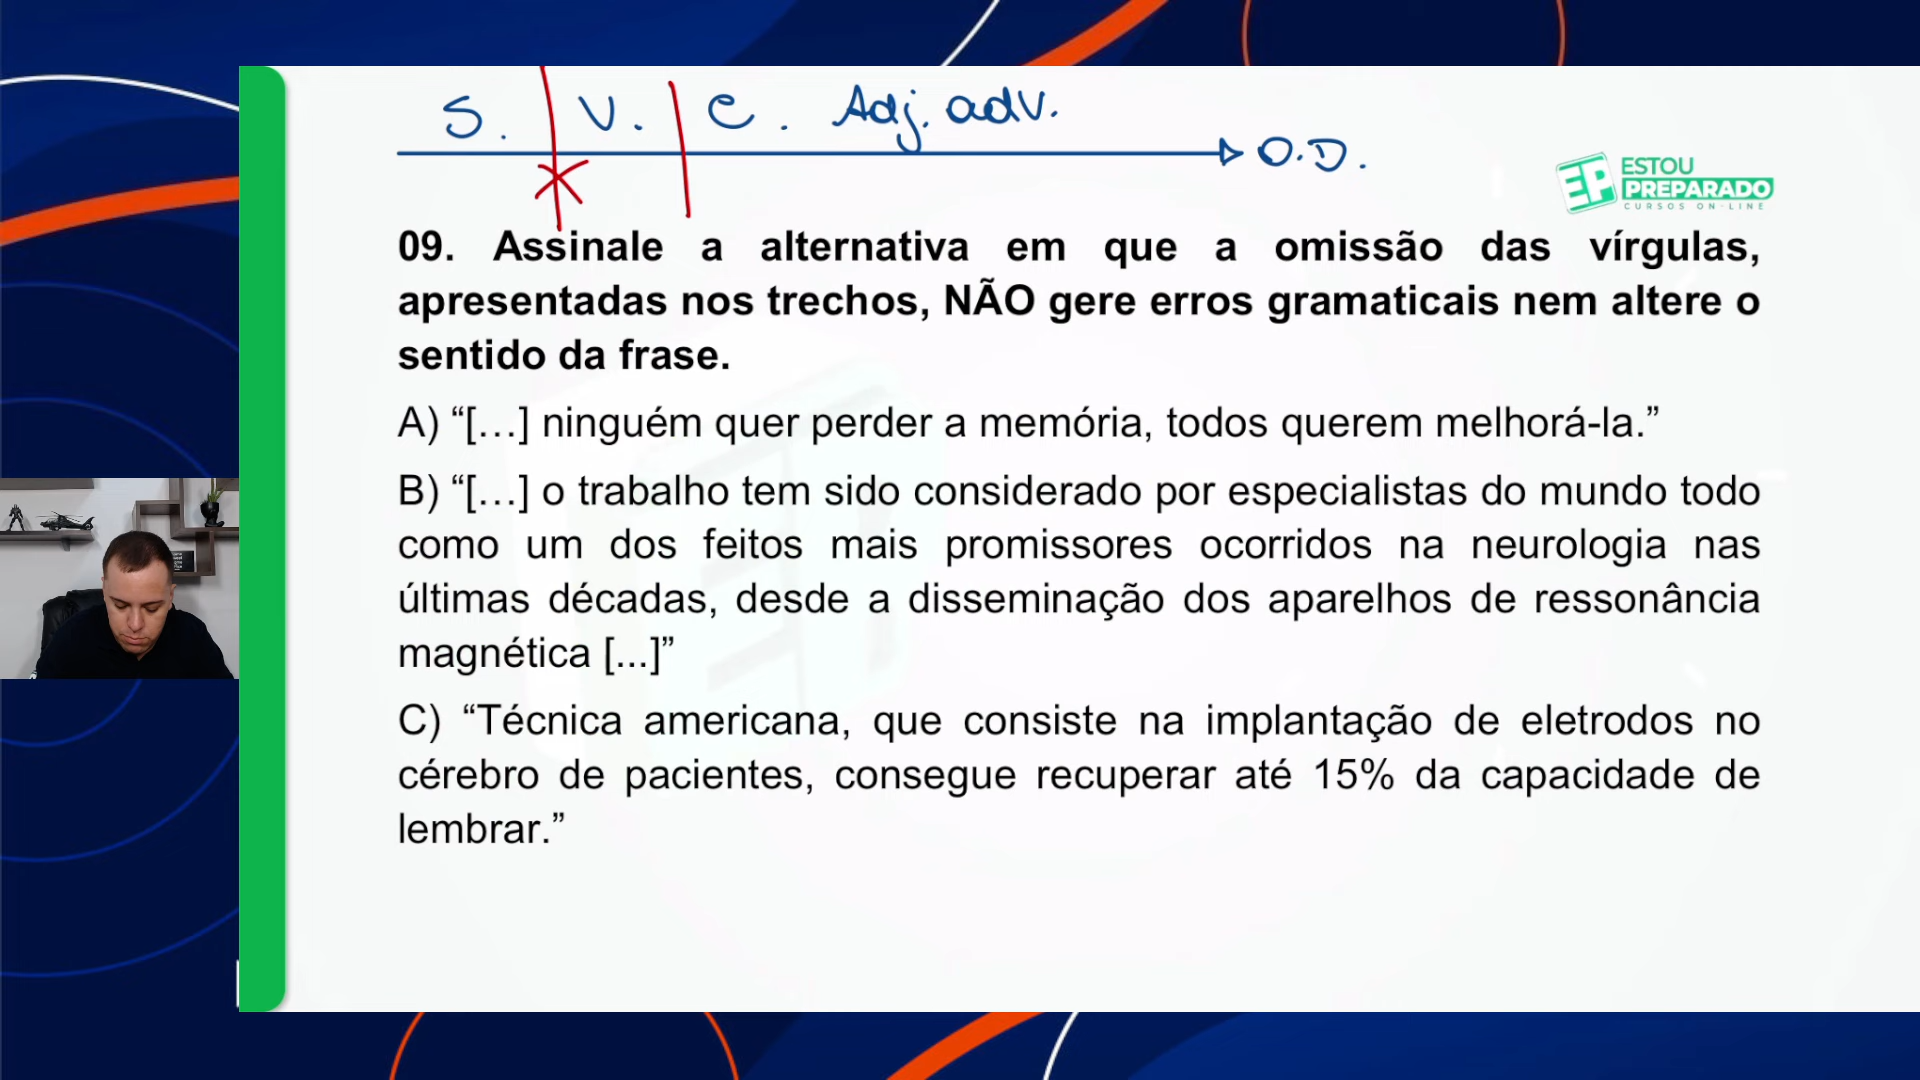 S. V. C. Adj. adv.
O.D.
ESTOU
EP PREPARADO
CURSOS ON-LINE
09. Assinale a alternativa em que a omissão das vírgulas,
apresentadas nos trechos, NÃO gere erros gramaticais nem altere o
sentido da frase.
A) “[…] ninguém quer perder a memória, todos querem melhorá-la.”
B) “[…] o trabalho tem sido considerado por especialistas do mundo todo
como um dos feitos mais promissores ocorridos na neurologia nas
últimas décadas, desde a disseminação dos aparelhos de ressonância
magnética [...]”
C) “Técnica americana, que consiste na implantação de eletrodos no
cérebro de pacientes, consegue recuperar até 15% da capacidade de
lembrar.”